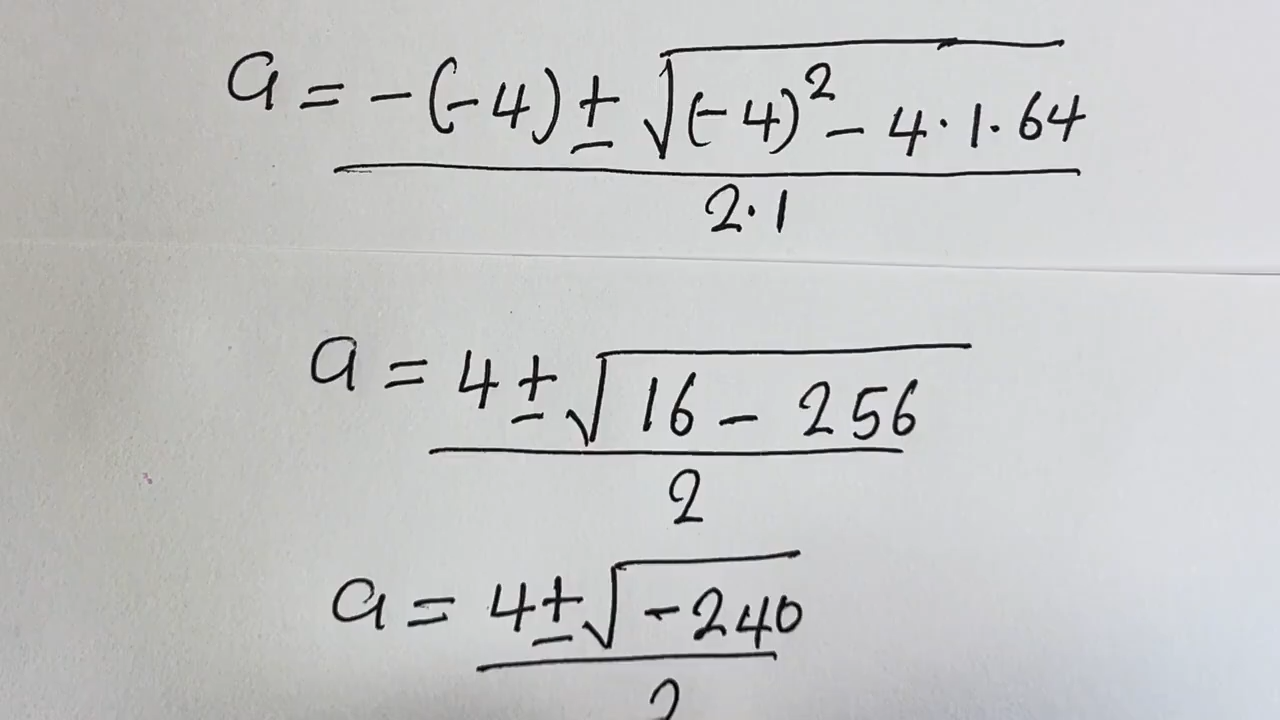 a = -(-4) ± √(-4)² - 4·1·64
2·1
a = 4 ± √16 - 256
2
a = 4 ± √-240
2